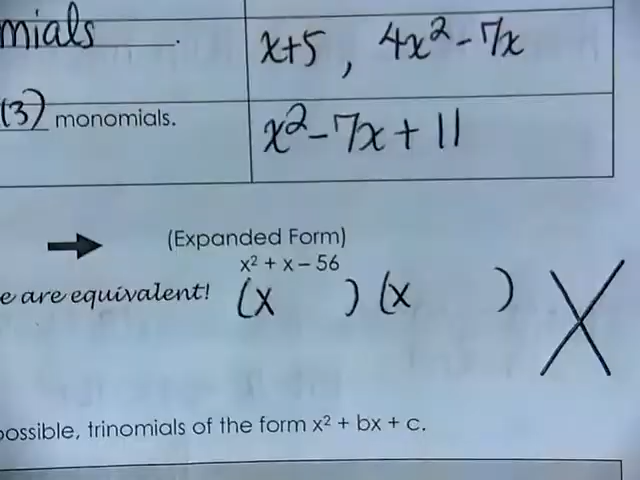 mials.
x+5, 4x² - 7x
(3) monomials.
x² - 7x + 11
(Expanded Form)
x² + x – 56
e are equivalent!
(x ) (x )
possible, trinomials of the form x² + bx + c.